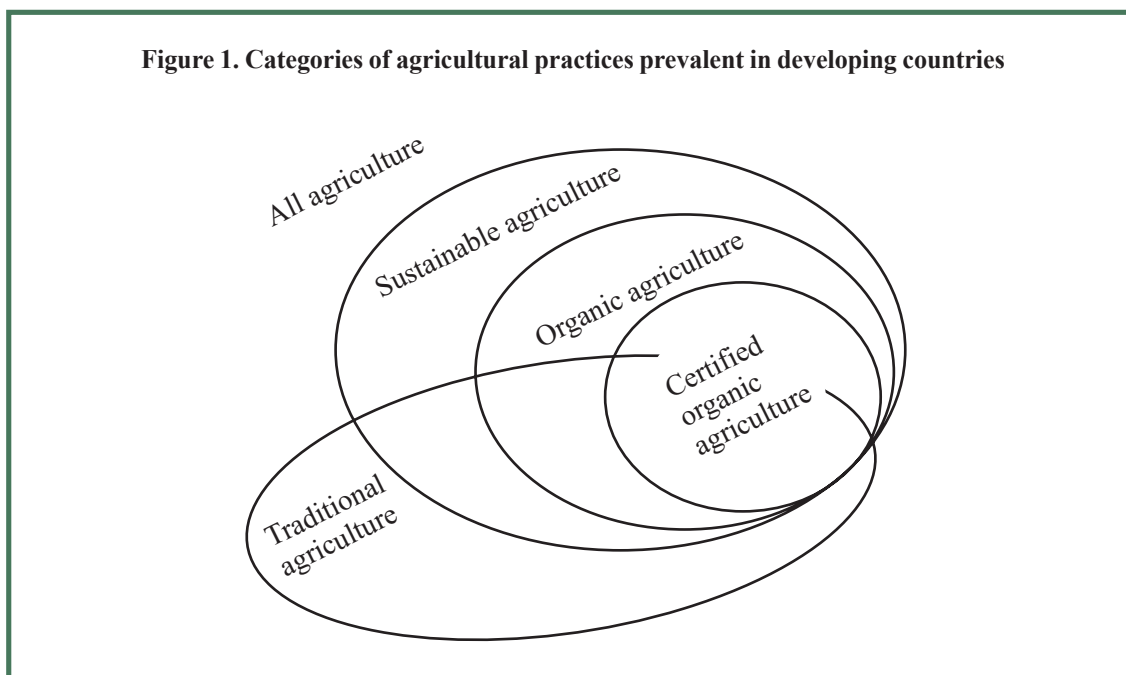 Figure 1. Categories of agricultural practices prevalent in developing countries
All agriculture
Sustainable agriculture
Organic agriculture
Certified
organic
agriculture
Traditional
agriculture